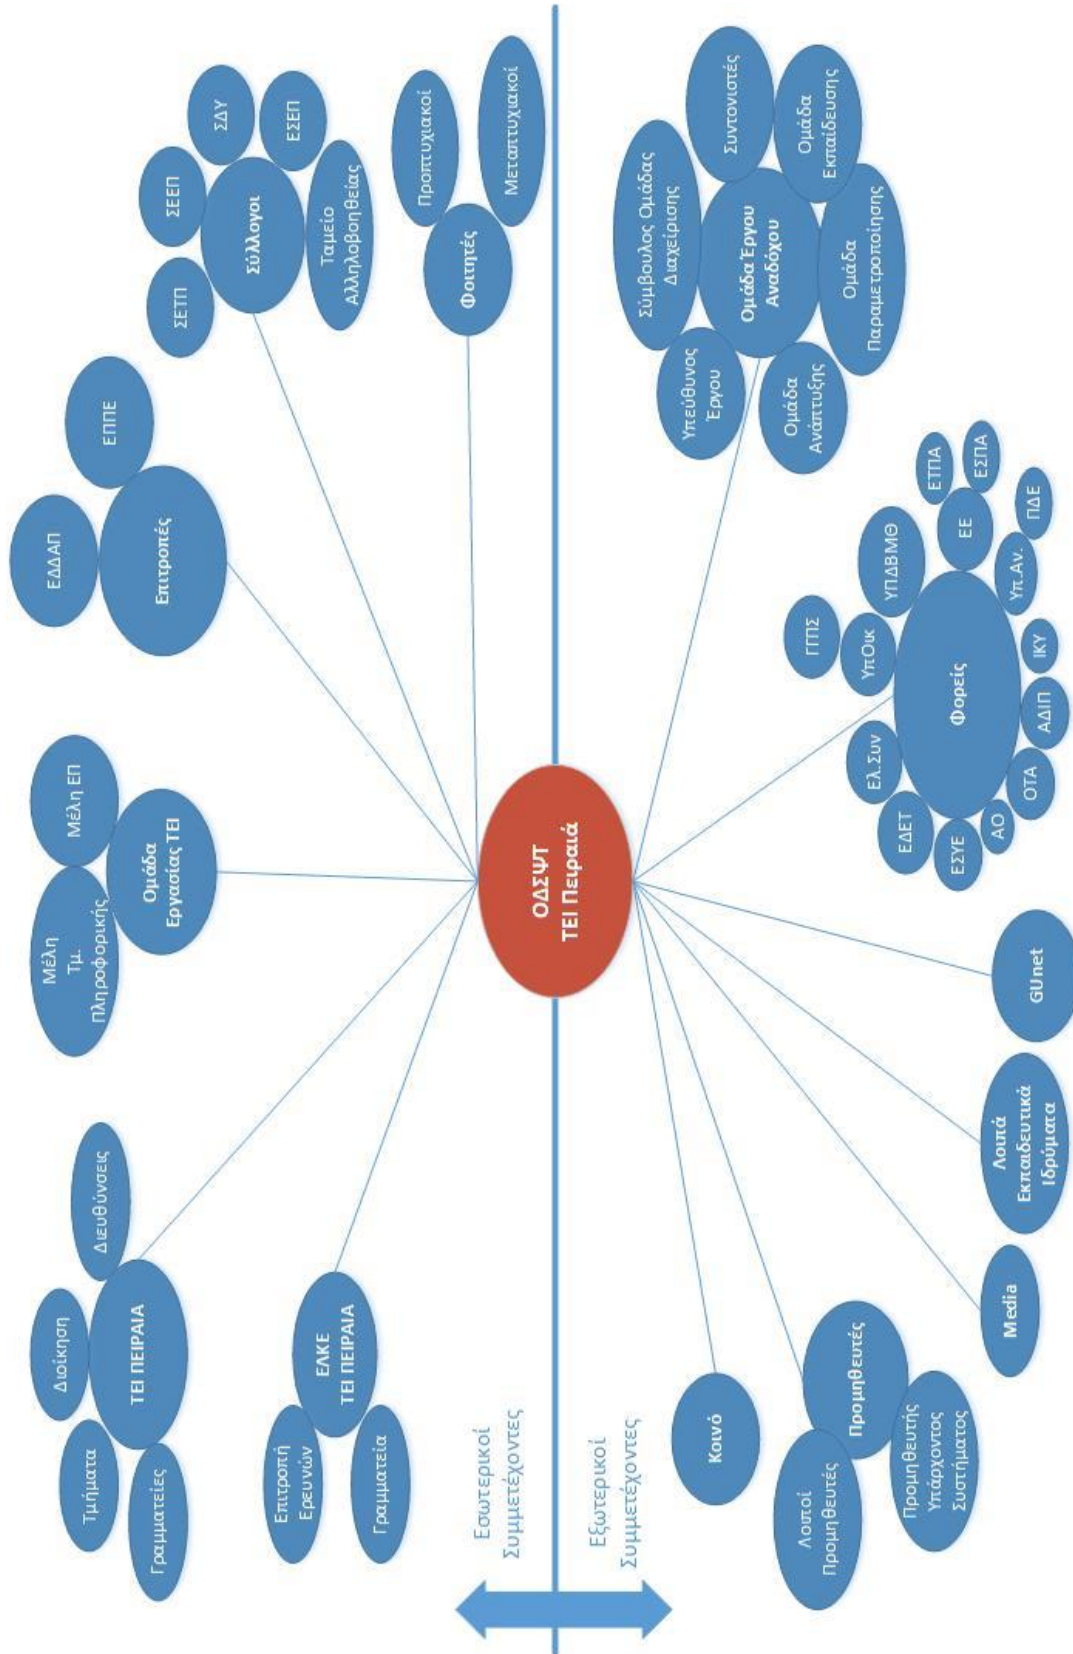 Διοίκηση
Διευθύνσεις
Τμήματα
Γραμματείες
ΤΕΙ ΠΕΙΡΑΙΑ
Μέλη
Τμ.
Πληροφορικής
Μέλη ΕΠ
Ομάδα
Εργασίας ΤΕΙ
ΕΔΔΑΠ
ΕΠΠΕ
Επιτροπές
ΣΕΤΠ
ΣΕΕΠ
ΣΔΥ
ΕΣΕΠ
Σύλλογοι
Ταμείο
Αλληλοβοηθείας
Επιτροπή
Ερευνών
ΕΛΚΕ
ΤΕΙ ΠΕΙΡΑΙΑ
Γραμματεία
Προπτυχιακοί
Φοιτητές
Μεταπτυχιακοί
Εσωτερικοί
Συμμετέχοντες
ΟΔΣΨΤ
ΤΕΙ Πειραιά
Εξωτερικοί
Συμμετέχοντες
Κοινό
Προμηθευτές
Λοιποί
Προμηθευτές
Προμηθευτής
Υπάρχοντος
Συστήματος
Media
Λοιπά
Εκπαιδευτικά
Ιδρύματα
GUnet
ΓΓΠΣ
ΥπΟικ
ΥΠΔΒΜΘ
Ελ.Συν
ΕΔΕΤ
ΕΣΥΕ
ΑΟ
ΟΤΑ
ΑΔΙΠ
ΙΚΥ
Φορείς
Υπ.Αν.
ΠΔΕ
ΕΕ
ΕΤΠΑ
ΕΣΠΑ
Υπεύθυνος
Έργου
Σύμβουλος Ομάδας
Διαχείρισης
Συντονιστές
Ομάδα Έργου
Αναδόχου
Ομάδα
Ανάπτυξης
Ομάδα
Παραμετροποίησης
Ομάδα
Εκπαίδευσης